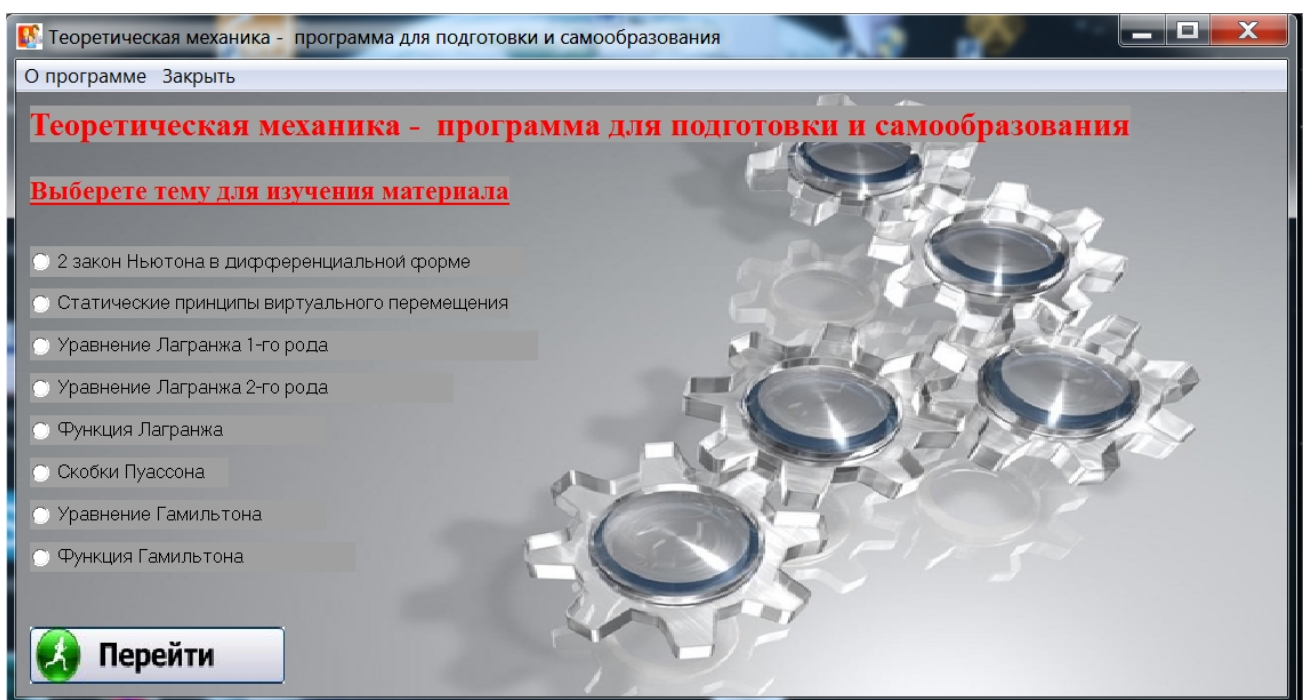 Теоретическая механика -  программа для подготовки и самообразования
О программе Закрыть
Теоретическая механика -  программа для подготовки и самообразования
Выберете тему для изучения материала
2 закон Ньютона в дифференциальной форме
Статические принципы виртуального перемещения
Уравнение Лагранжа 1-го рода
Уравнение Лагранжа 2-го рода
Функция Лагранжа
Скобки Пуассона
Уравнение Гамильтона
Функция Гамильтона
Перейти